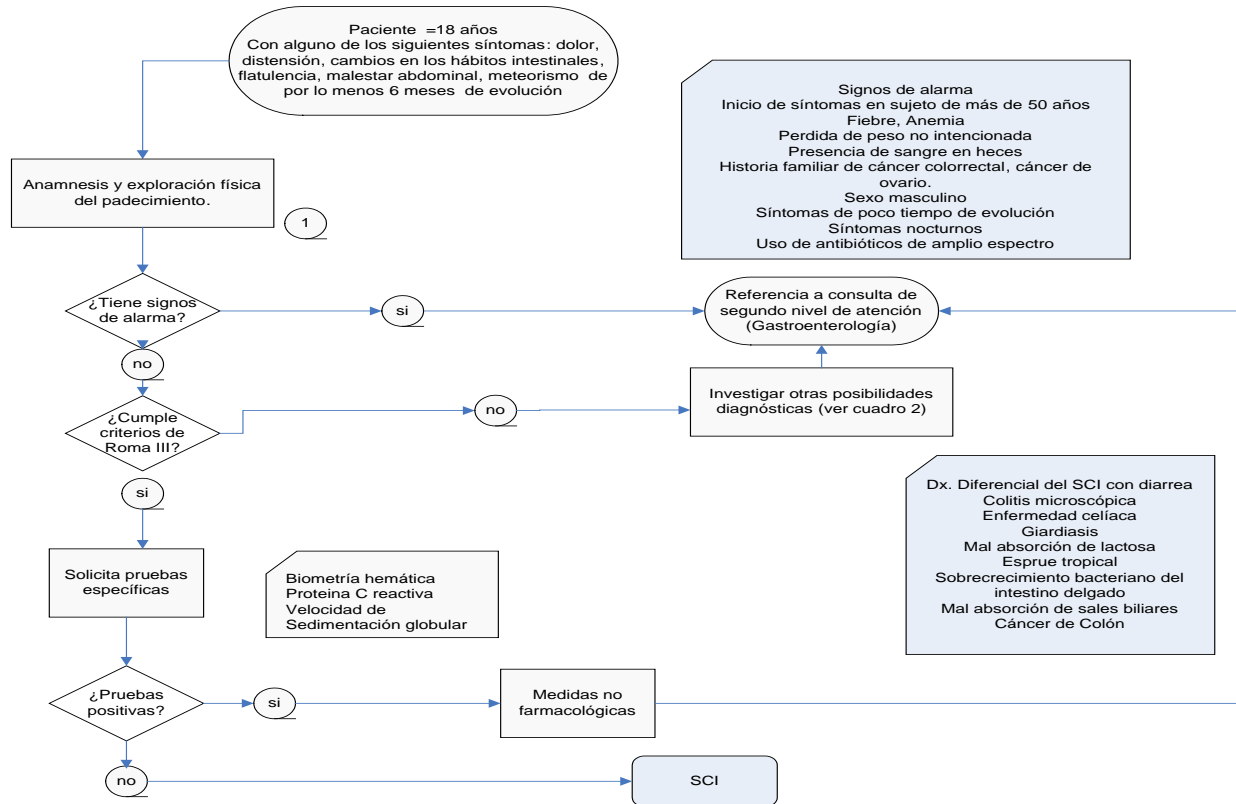 Paciente =18 años
Con alguno de los siguientes síntomas: dolor,
distensión, cambios en los hábitos intestinales,
flatulencia, malestar abdominal, meteorismo de
por lo menos 6 meses de evolución
Signos de alarma
Inicio de síntomas en sujeto de más de 50 años
Fiebre, Anemia
Perdida de peso no intencionada
Presencia de sangre en heces
Historia familiar de cáncer colorrectal, cáncer de
ovario.
Sexo masculino
Síntomas de poco tiempo de evolución
Síntomas nocturnos
Uso de antibióticos de amplio espectro
Anamnesis y exploración física
del padecimiento.
1
¿Tiene signos
de alarma?
si
Referencia a consulta de
segundo nivel de atención
(Gastroenterología)
no
¿Cumple
criterios de
Roma III?
no
Investigar otras posibilidades
diagnósticas (ver cuadro 2)
si
Dx. Diferencial del SCI con diarrea
Colitis microscópica
Enfermedad celíaca
Giardiasis
Mal absorción de lactosa
Esprue tropical
Sobrecrecimiento bacteriano del
intestino delgado
Mal absorción de sales biliares
Cáncer de Colón
Solicita pruebas
específicas
Biometría hemática
Proteina C reactiva
Velocidad de
Sedimentación globular
¿Pruebas
positivas?
si
Medidas no
farmacológicas
no
SCI